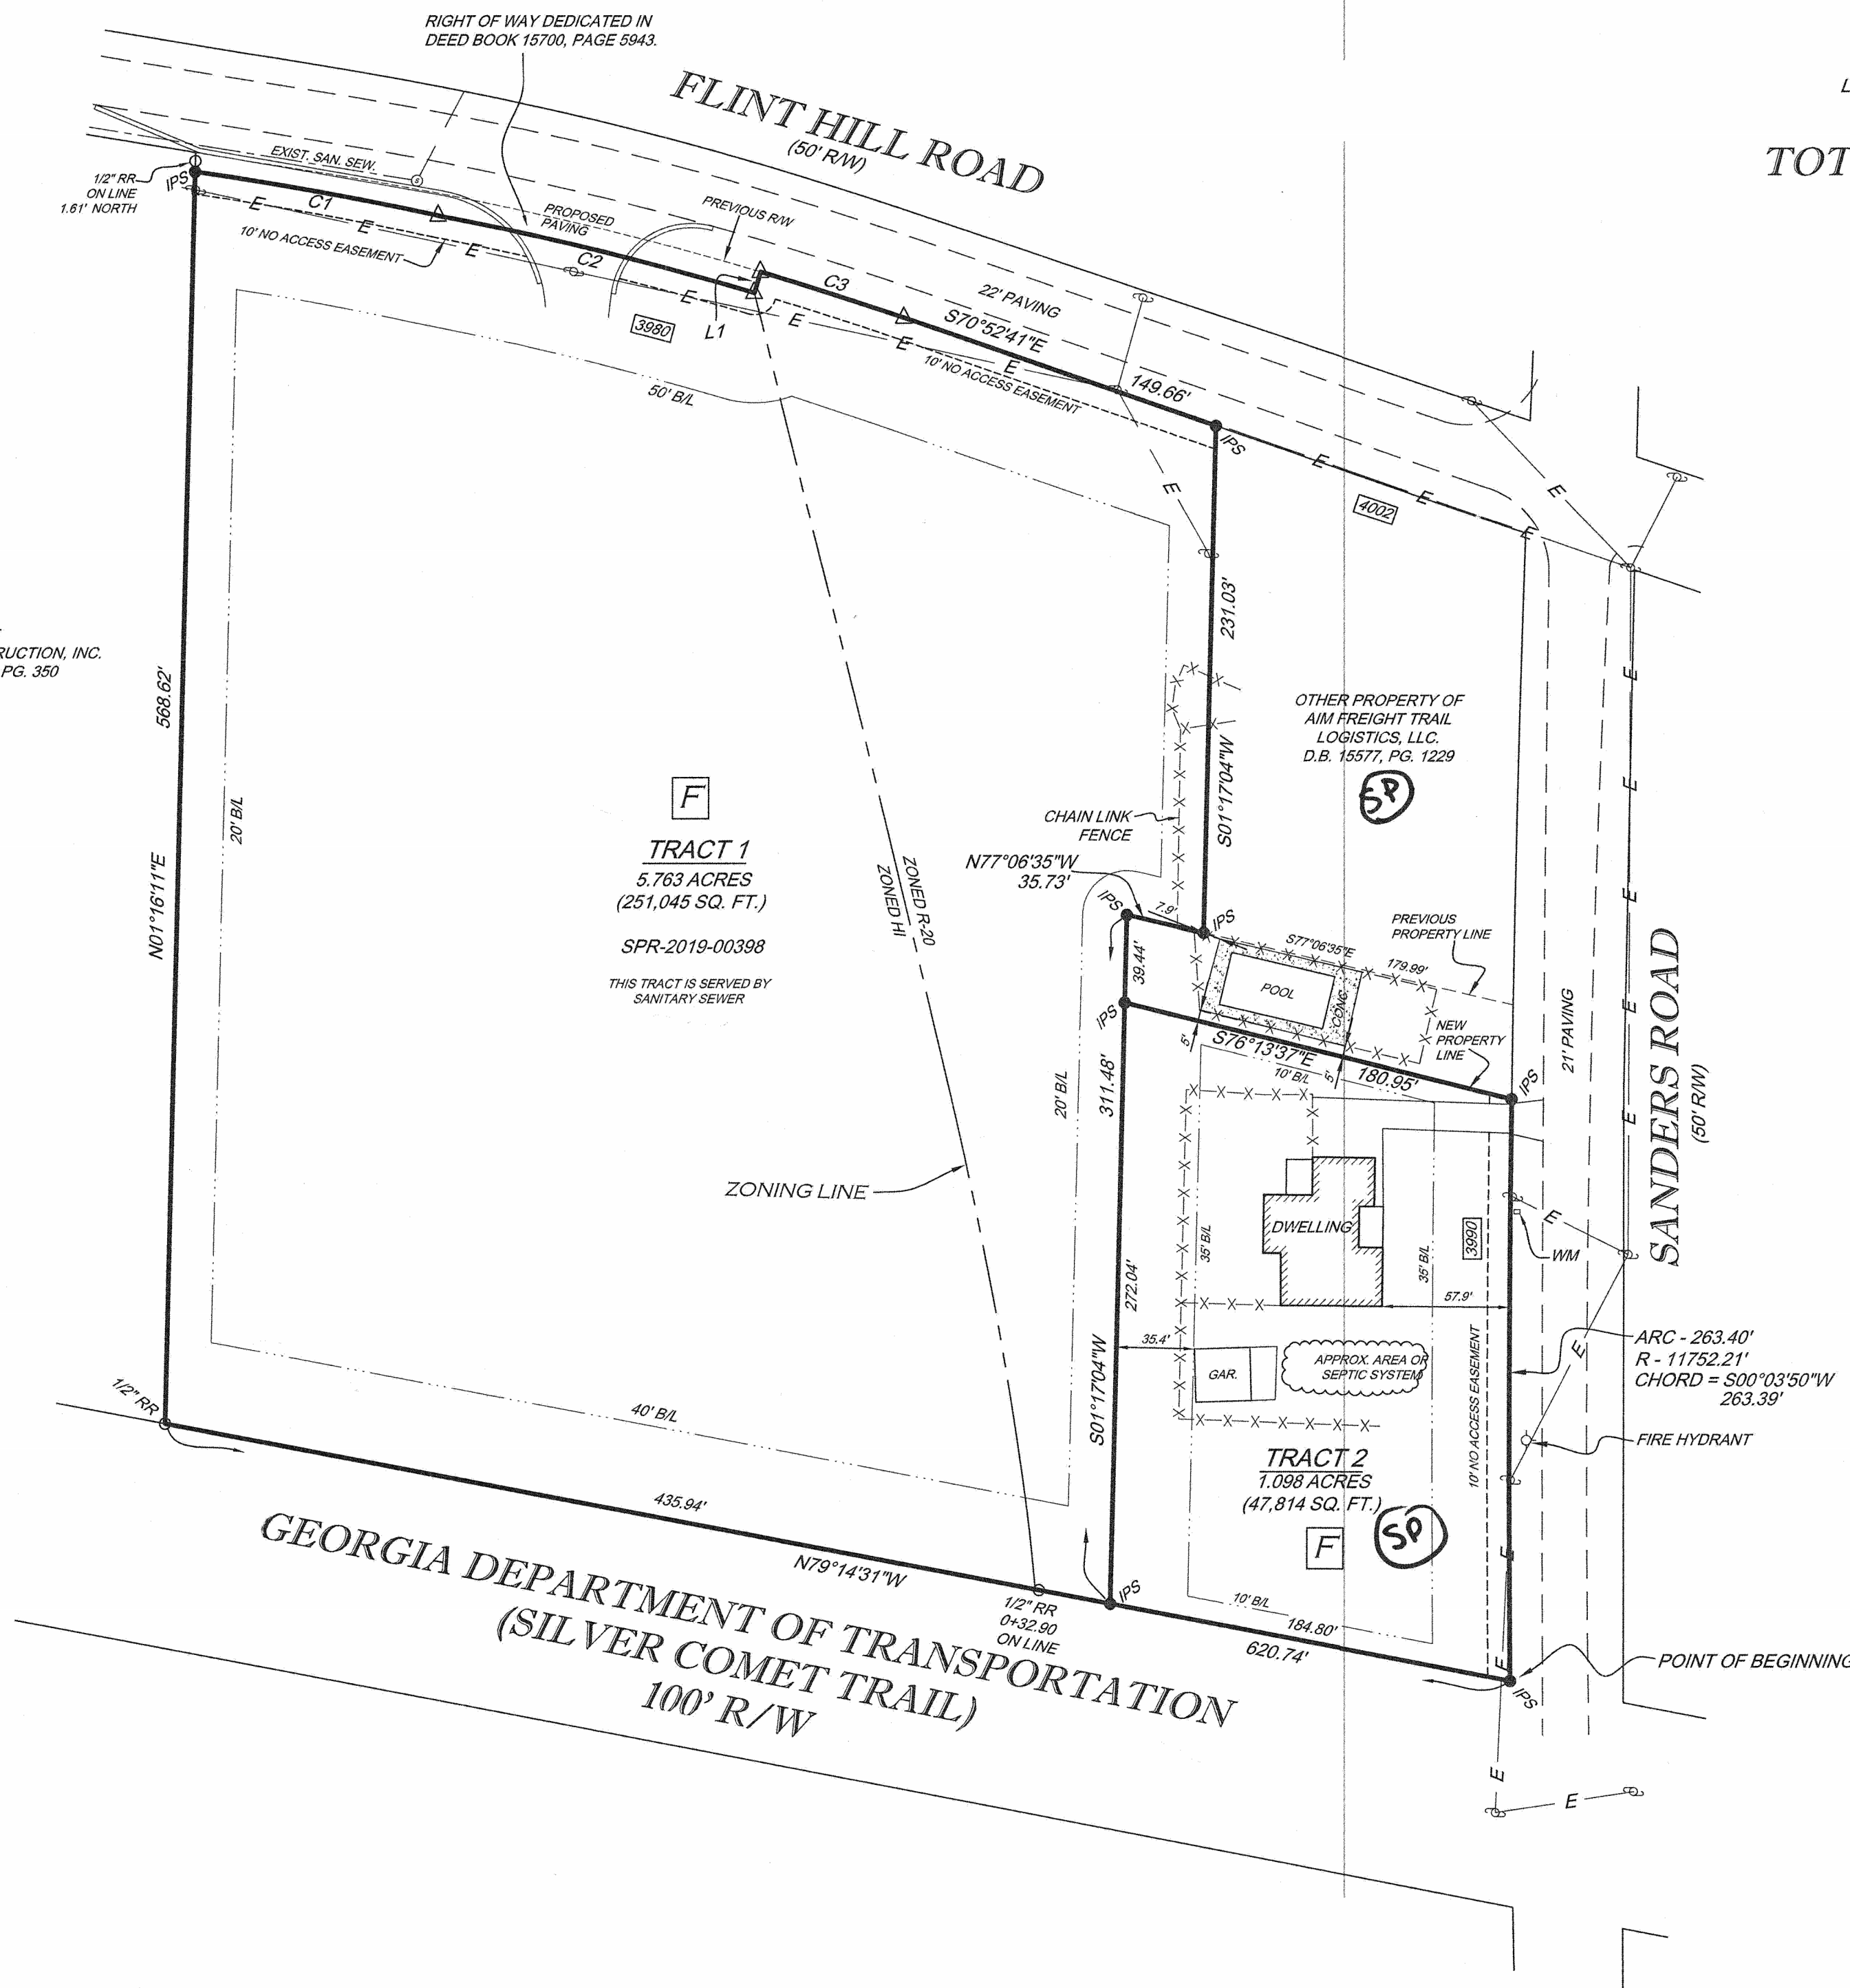 RIGHT OF WAY DEDICATED IN
DEED BOOK 15700, PAGE 5943.
FLINT HILL ROAD
(50' R/W)
TOT
L
1/2" RR
ON LINE
1.61' NORTH
IPS
EXIST. SAN. SEW.
S
C1
E
E
E
10' NO ACCESS EASEMENT
PROPOSED
PAVING
PREVIOUS R/W
C2
E
3980
L1
C3
E
E
E
22' PAVING
S70°52'41"E
149.66'
10' NO ACCESS EASEMENT
50' B/L
IPS
E
E
E
E
E
4002
RUCTION, INC.
PG. 350
568.62'
N01°16'11"E
20' B/L
231.03'
S01°17'04"W
OTHER PROPERTY OF
AIM FREIGHT TRAIL
LOGISTICS, LLC.
D.B. 15577, PG. 1229
SP
F
TRACT 1
5.763 ACRES
(251,045 SQ. FT.)
SPR-2019-00398
THIS TRACT IS SERVED BY
SANITARY SEWER
ZONED R-20
ZONED HI
CHAIN LINK
FENCE
N77°06'35"W
35.73'
IPS
7.9'
IPS
S77°06'35"E
179.99'
PREVIOUS
PROPERTY LINE
39.44'
POOL
CONC.
IPS
5'
S76°13'37"E
10' B/L
5'
180.95'
NEW
PROPERTY
LINE
IPS
21' PAVING
SANDERS ROAD
(50' R/W)
E
E
E
E
E
311.48'
20' B/L
ZONING LINE
DWELLING
35' B/L
35' B/L
3990
E
WM
57.9'
272.04'
S01°17'04"W
35.4'
GAR.
APPROX. AREA OF
SEPTIC SYSTEM
10' NO ACCESS EASEMENT
E
ARC - 263.40'
R - 11752.21'
CHORD = S00°03'50"W
263.39'
FIRE HYDRANT
TRACT 2
1.098 ACRES
(47,814 SQ. FT.)
F
SP
E
E
1/2" RR
40' B/L
435.94'
N79°14'31"W
1/2" RR
0+32.90
ON LINE
IPS
10' B/L
184.80'
620.74'
IPS
POINT OF BEGINNING
GEORGIA DEPARTMENT OF TRANSPORTATION
(SILVER COMET TRAIL)
100' R/W
E
E